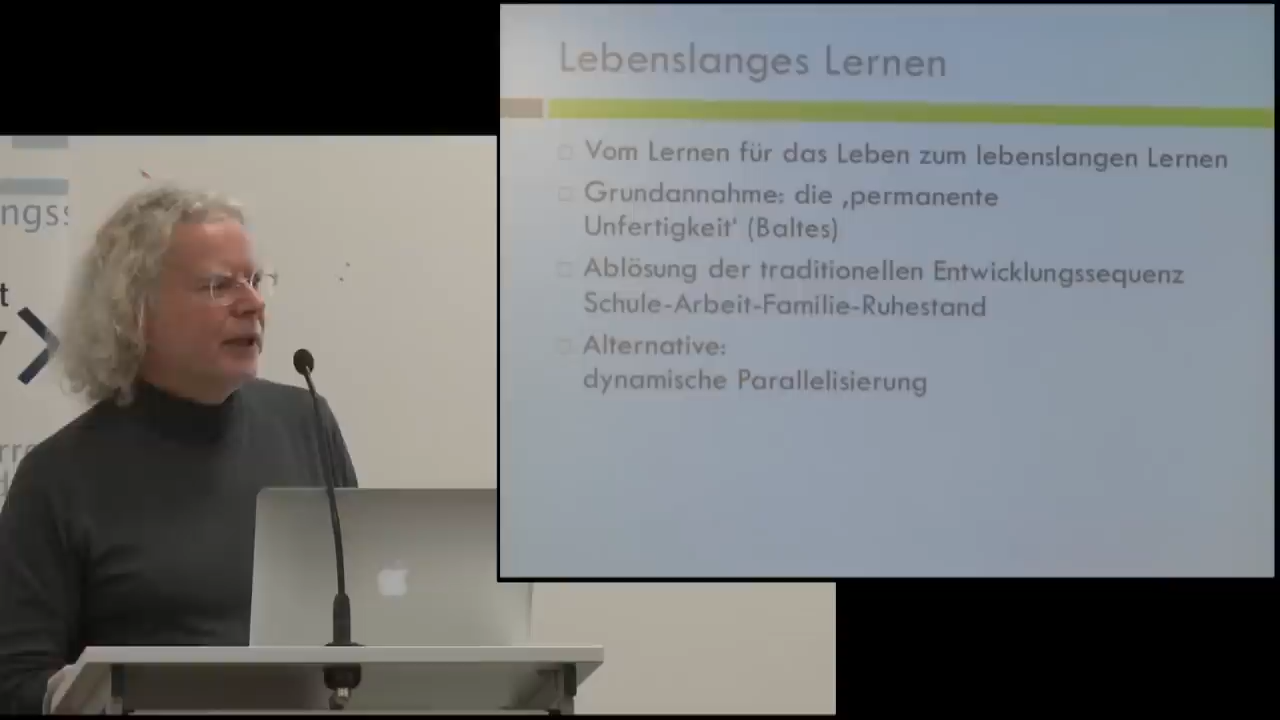 Lebenslanges Lernen
Vom Lernen für das Leben zum lebenslangen Lernen
Grundannahme: die ‚permanente
Unfertigkeit‘ (Baltes)
Ablösung der traditionellen Entwicklungssequenz
Schule-Arbeit-Familie-Ruhestand
Alternative:
dynamische Parallelisierung
ngss
t